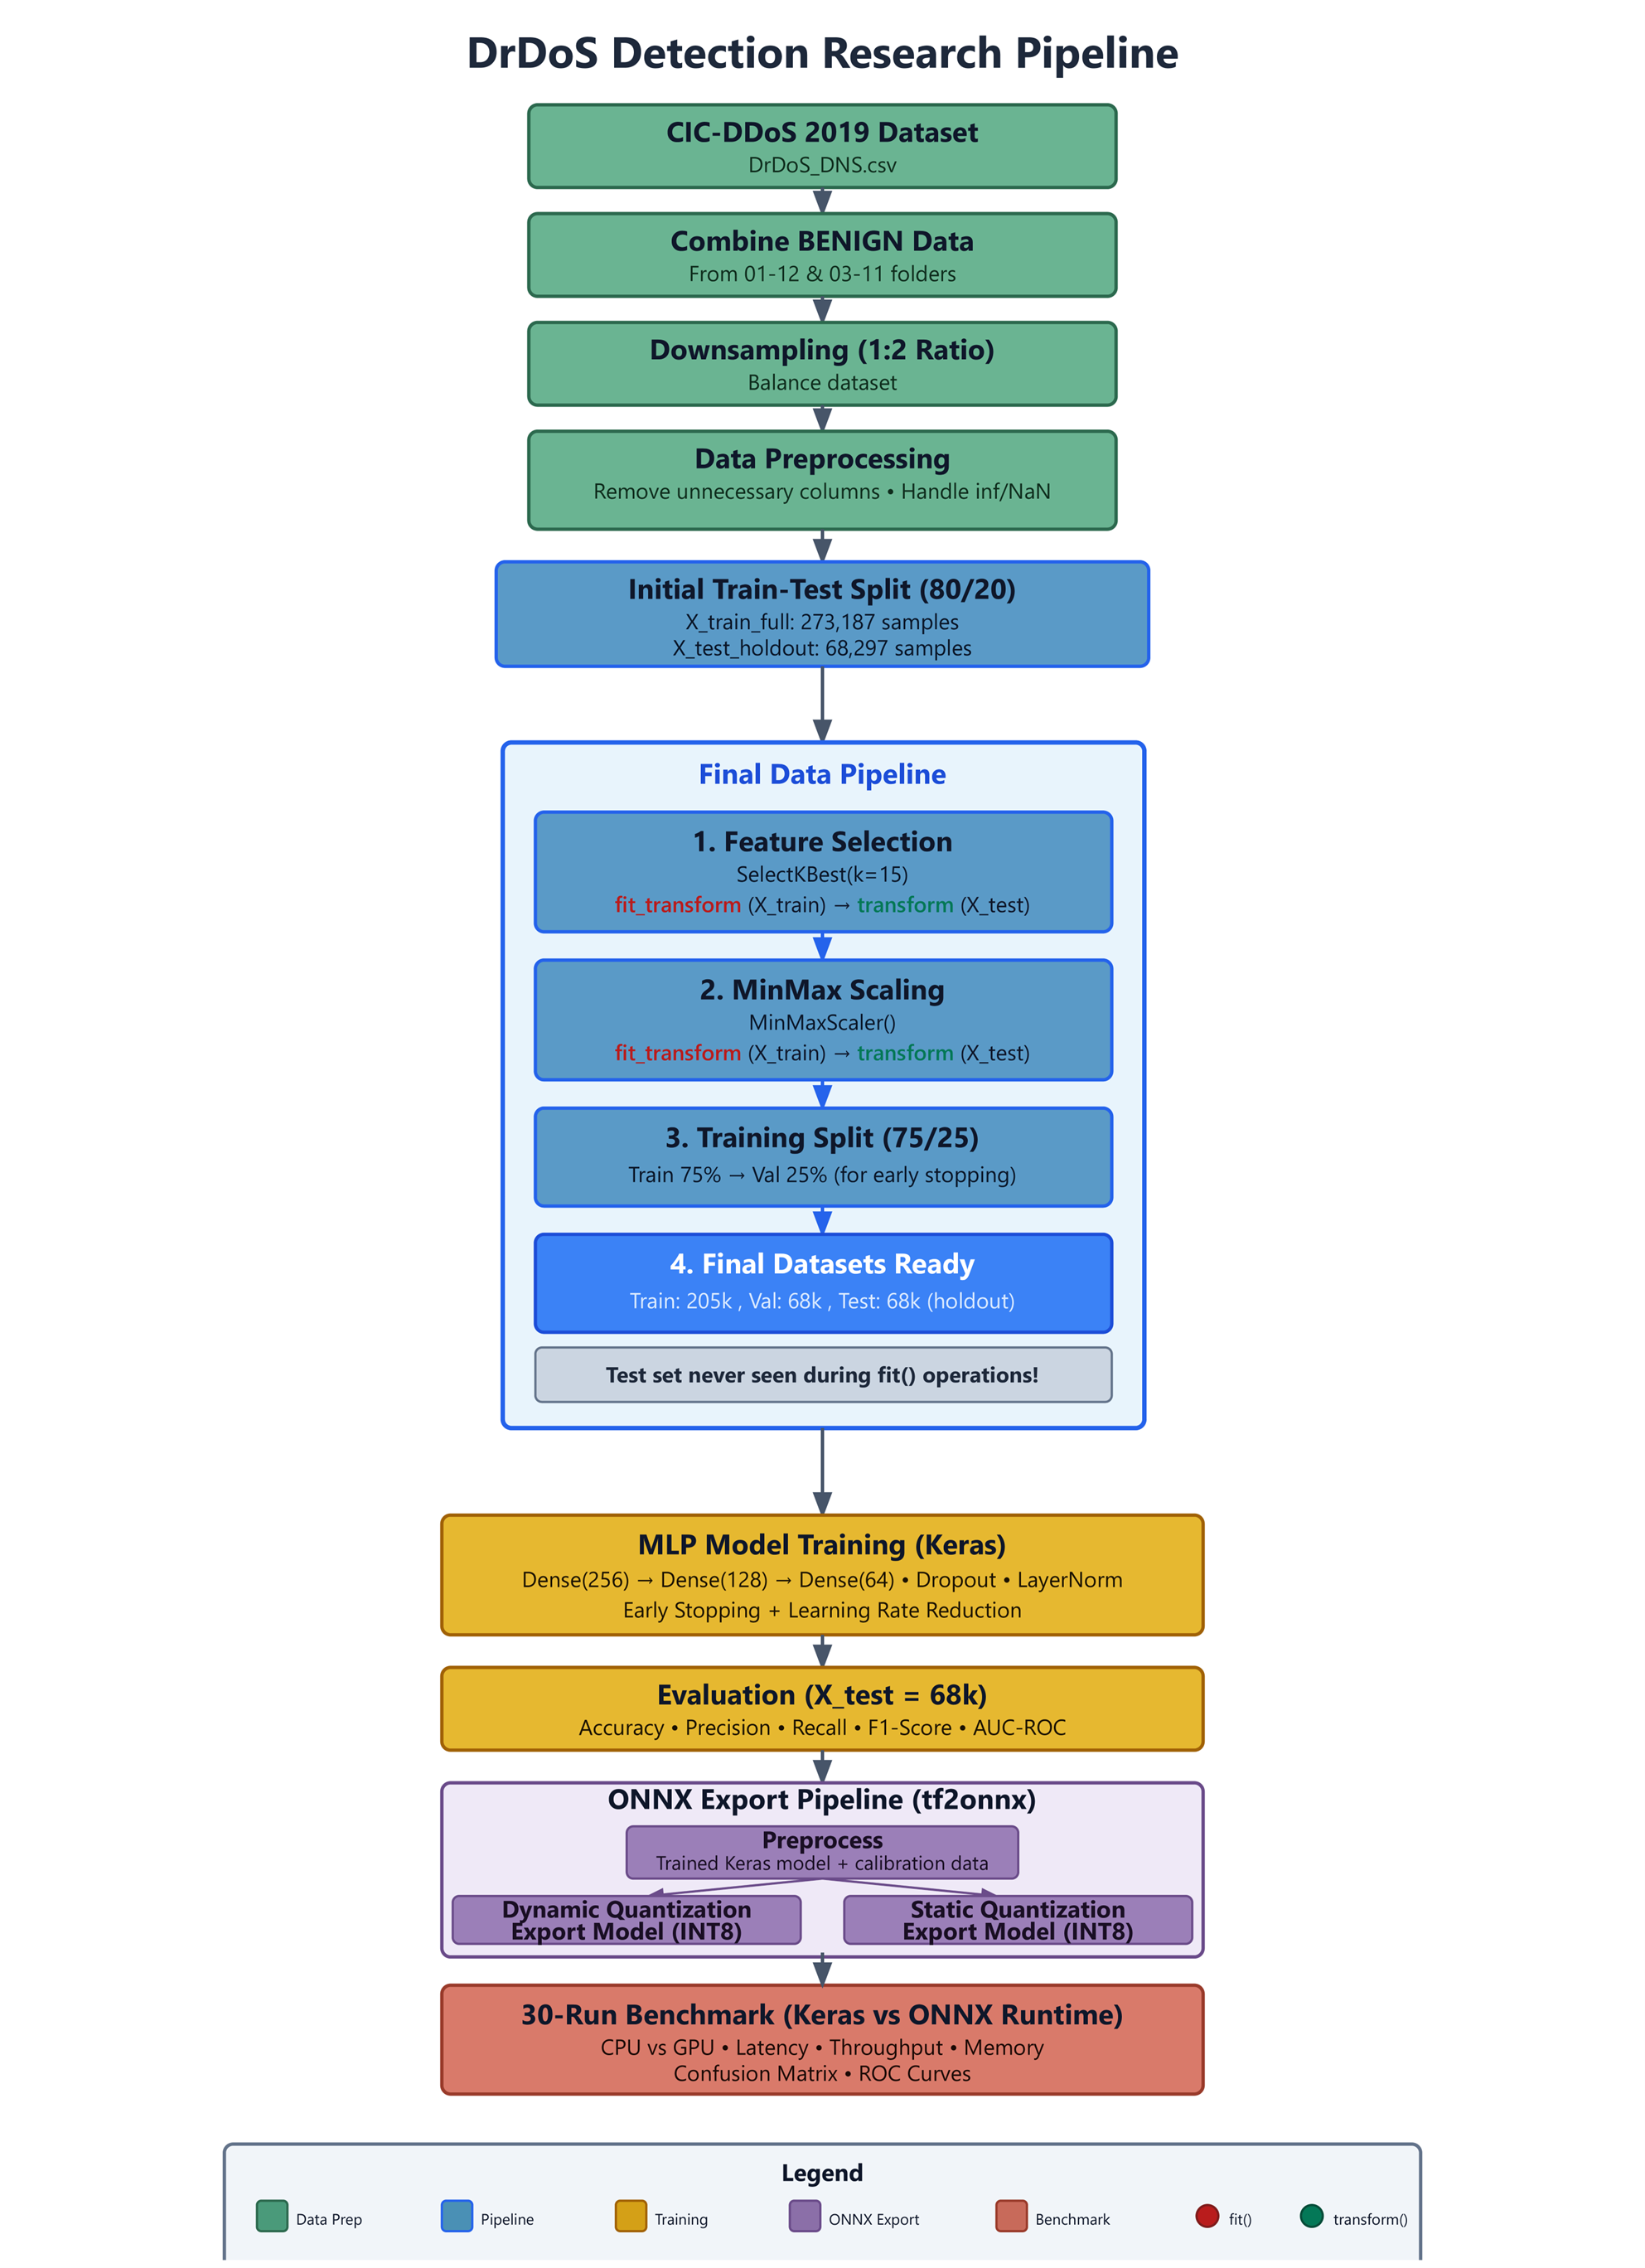 DrDoS Detection Research Pipeline
CIC-DDoS 2019 Dataset
DrDoS_DNS.csv
Combine BENIGN Data
From 01-12 & 03-11 folders
Downsampling (1:2 Ratio)
Balance dataset
Data Preprocessing
Remove unnecessary columns • Handle inf/NaN
Initial Train-Test Split (80/20)
X_train_full: 273,187 samples
X_test_holdout: 68,297 samples
Final Data Pipeline
1. Feature Selection
SelectKBest(k=15)
fit_transform (X_train) → transform (X_test)
2. MinMax Scaling
MinMaxScaler()
fit_transform (X_train) → transform (X_test)
3. Training Split (75/25)
Train 75% → Val 25% (for early stopping)
4. Final Datasets Ready
Train: 205k , Val: 68k , Test: 68k (holdout)
Test set never seen during fit() operations!
MLP Model Training (Keras)
Dense(256) → Dense(128) → Dense(64) • Dropout • LayerNorm
Early Stopping + Learning Rate Reduction
Evaluation (X_test = 68k)
Accuracy • Precision • Recall • F1-Score • AUC-ROC
ONNX Export Pipeline (tf2onnx)
Preprocess
Trained Keras model + calibration data
Dynamic Quantization
Export Model (INT8)
Static Quantization
Export Model (INT8)
30-Run Benchmark (Keras vs ONNX Runtime)
CPU vs GPU • Latency • Throughput • Memory
Confusion Matrix • ROC Curves
Legend
Data Prep
Pipeline
Training
ONNX Export
Benchmark
fit()
transform()